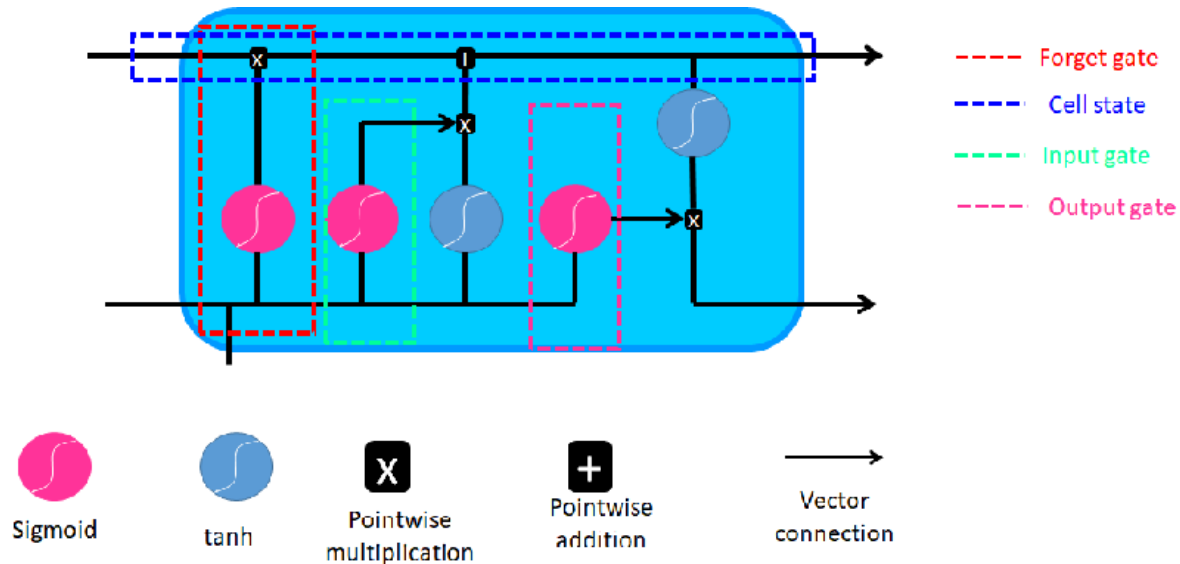 x
I
Forget gate
Cell state
x
Input gate
Output gate
x
x
+
Sigmoid
tanh
Pointwise
multiplication
Pointwise
addition
Vector
connection